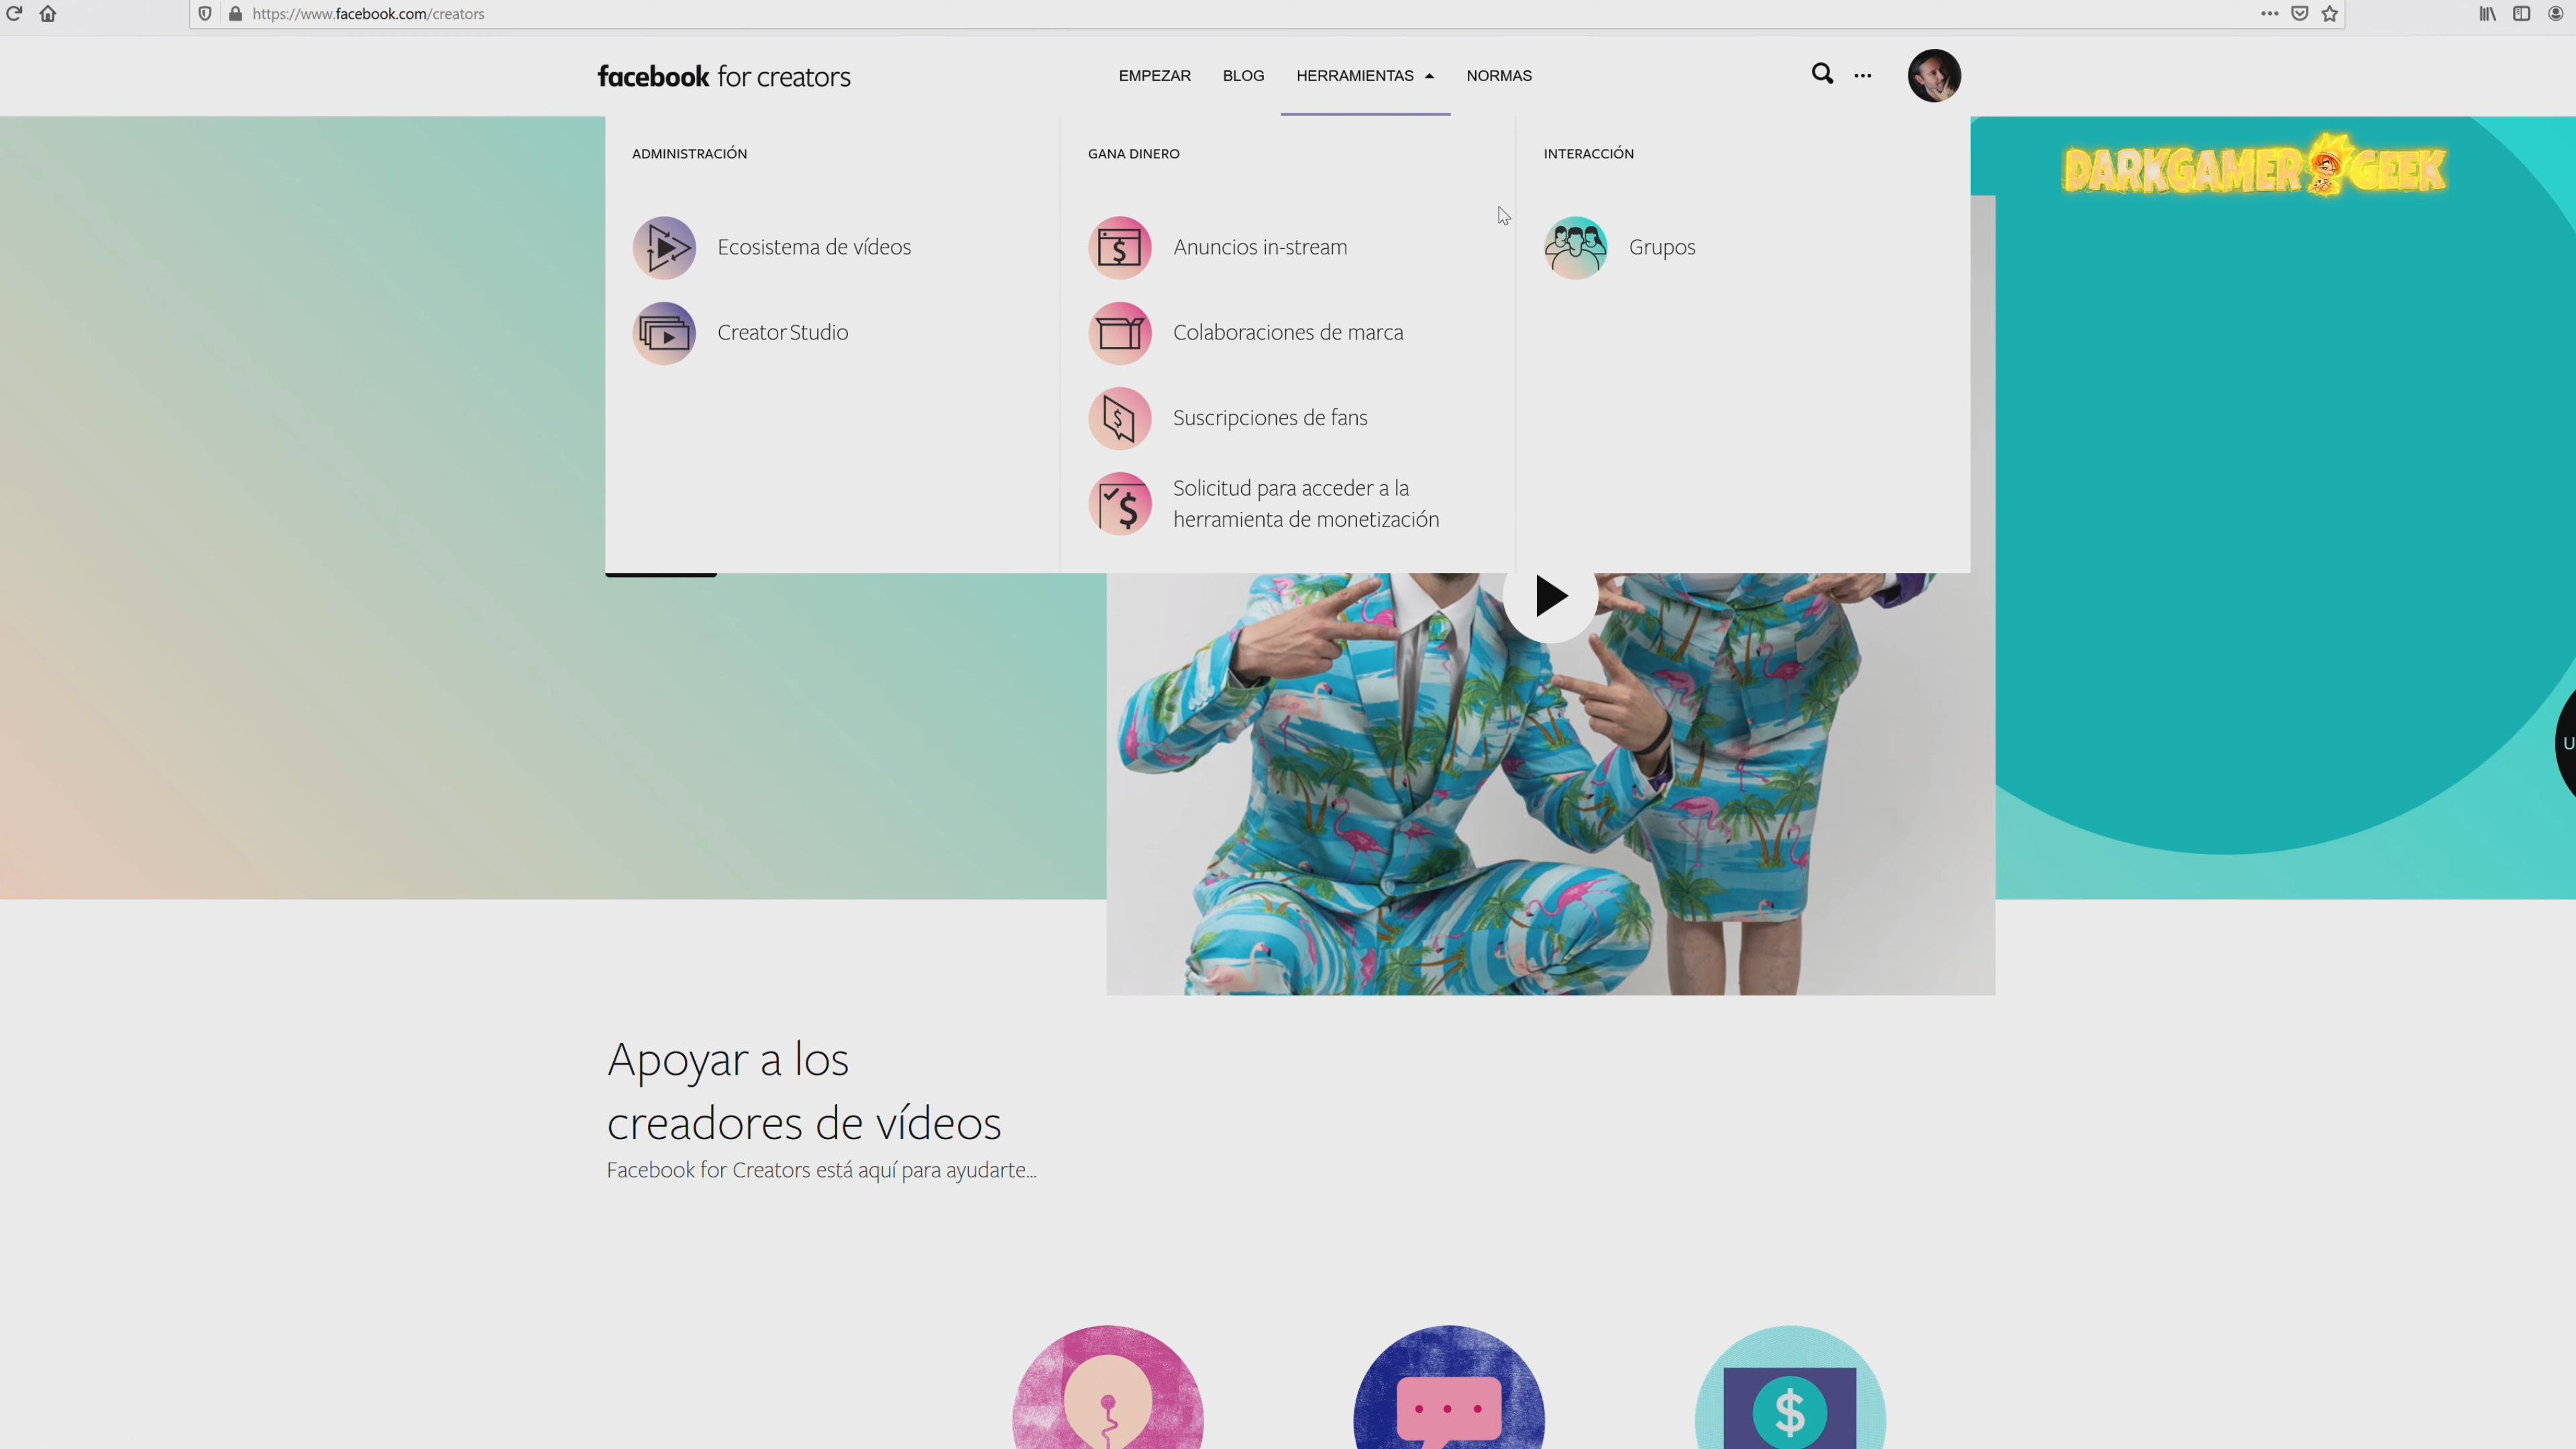 https://www.facebook.com/creators
facebook for creators
EMPEZAR
BLOG
HERRAMIENTAS
NORMAS
ADMINISTRACIÓN
Ecosistema de vídeos
Creator Studio
GANA DINERO
Anuncios in-stream
Colaboraciones de marca
Suscripciones de fans
Solicitud para acceder a la
herramienta de monetización
INTERACCIÓN
Grupos
DARKGAMER GEEK
U
Apoyar a los
creadores de vídeos
Facebook for Creators está aquí para ayudarte...